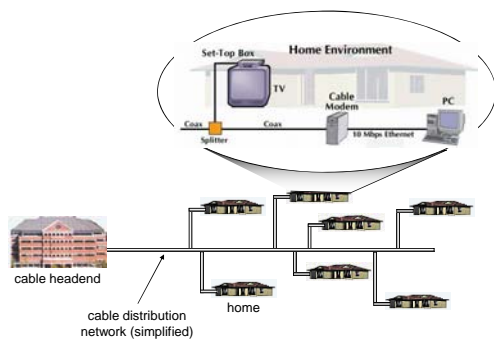 Home Environment
Set-Top Box
TV
Cable
Modem
PC
Coax
Coax
10 Mbps Ethernet
Splitter
cable headend
home
cable distribution
network (simplified)